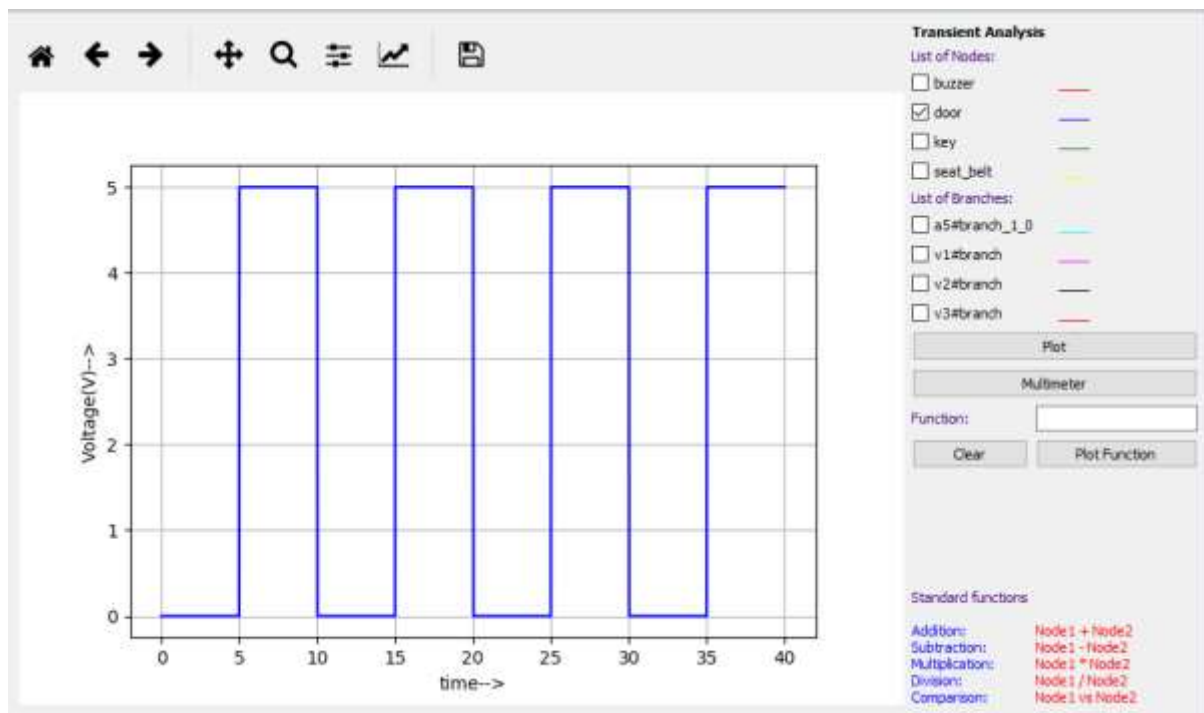 Transient Analysis
List of Nodes:
buzzer
door
key
seat_belt
List of Branches:
a5#branch_1_0
v1#branch
v2#branch
v3#branch
Plot
Multimeter
Function:
Clear Plot Function
Standard functions
Addition: Node1 + Node2
Subtraction: Node1 - Node2
Multiplication: Node1 * Node2
Division: Node1 / Node2
Comparison: Node1 vs Node2
Voltage(V)-->
5
4
3
2
1
0
0 5 10 15 20 25 30 35 40
time-->